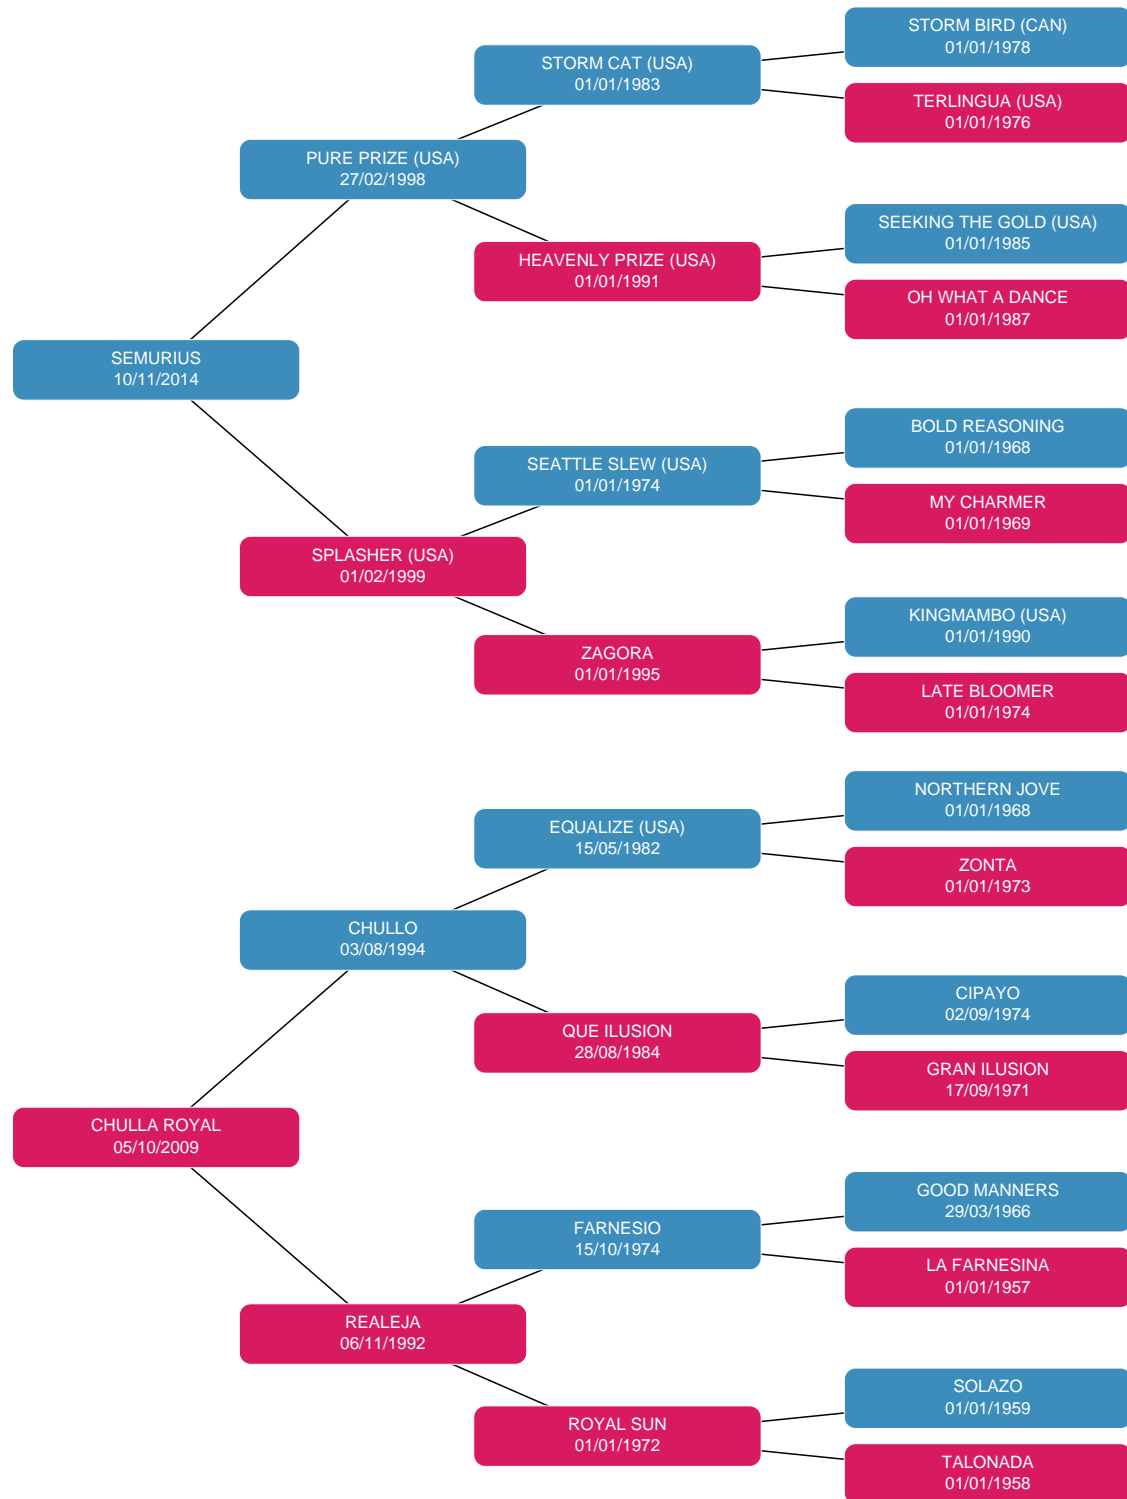 STORM BIRD (CAN)
01/01/1978
STORM CAT (USA)
01/01/1983
TERLINGUA (USA)
01/01/1976
PURE PRIZE (USA)
27/02/1998
SEEKING THE GOLD (USA)
01/01/1985
HEAVENLY PRIZE (USA)
01/01/1991
OH WHAT A DANCE
01/01/1987
SEMURIUS
10/11/2014
BOLD REASONING
01/01/1968
SEATTLE SLEW (USA)
01/01/1974
MY CHARMER
01/01/1969
SPLASHER (USA)
01/02/1999
KINGMAMBO (USA)
01/01/1990
ZAGORA
01/01/1995
LATE BLOOMER
01/01/1974
NORTHERN JOVE
01/01/1968
EQUALIZE (USA)
15/05/1982
ZONTA
01/01/1973
CHULLO
03/08/1994
CIPAYO
02/09/1974
QUE ILUSION
28/08/1984
GRAN ILUSION
17/09/1971
CHULLA ROYAL
05/10/2009
GOOD MANNERS
29/03/1966
FARNESIO
15/10/1974
LA FARNESINA
01/01/1957
REALEJA
06/11/1992
SOLAZO
01/01/1959
ROYAL SUN
01/01/1972
TALONADA
01/01/1958